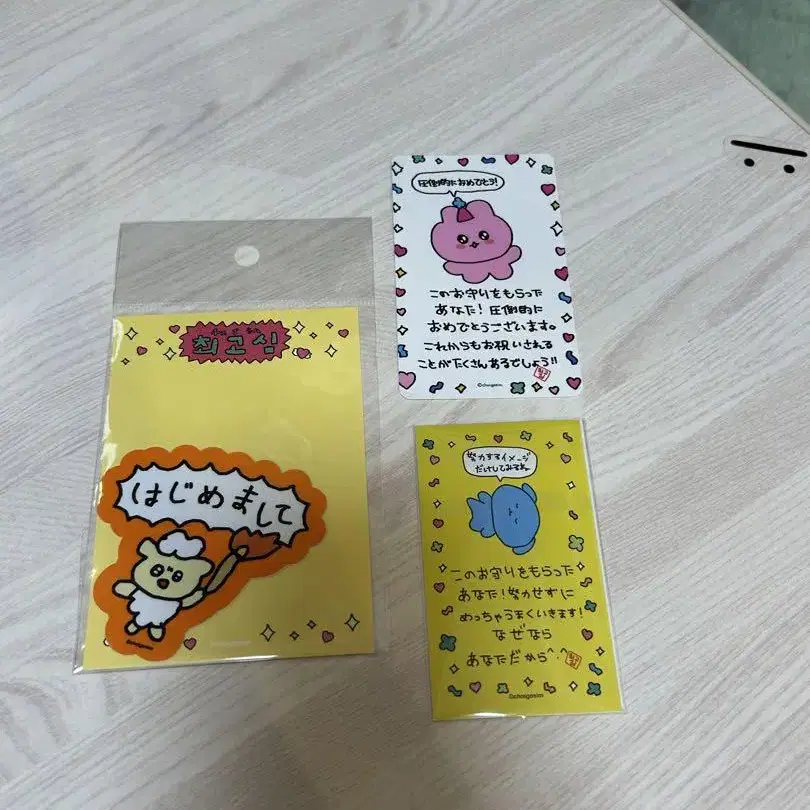 최고심
はじめまして
©choigosim
圧倒的におめでとう!
このお守りをもらった
あなた!圧倒的に
おめでとうございます。
これからもお祝いされる
ことがたくさんあるでしょう!!
©choigosim
努力するイメージ
だけしてみるね
このお守りをもらった
あなた!努力せずに
めっちゃうまくいきます!
なぜなら
あなただから^.^
©choigosim